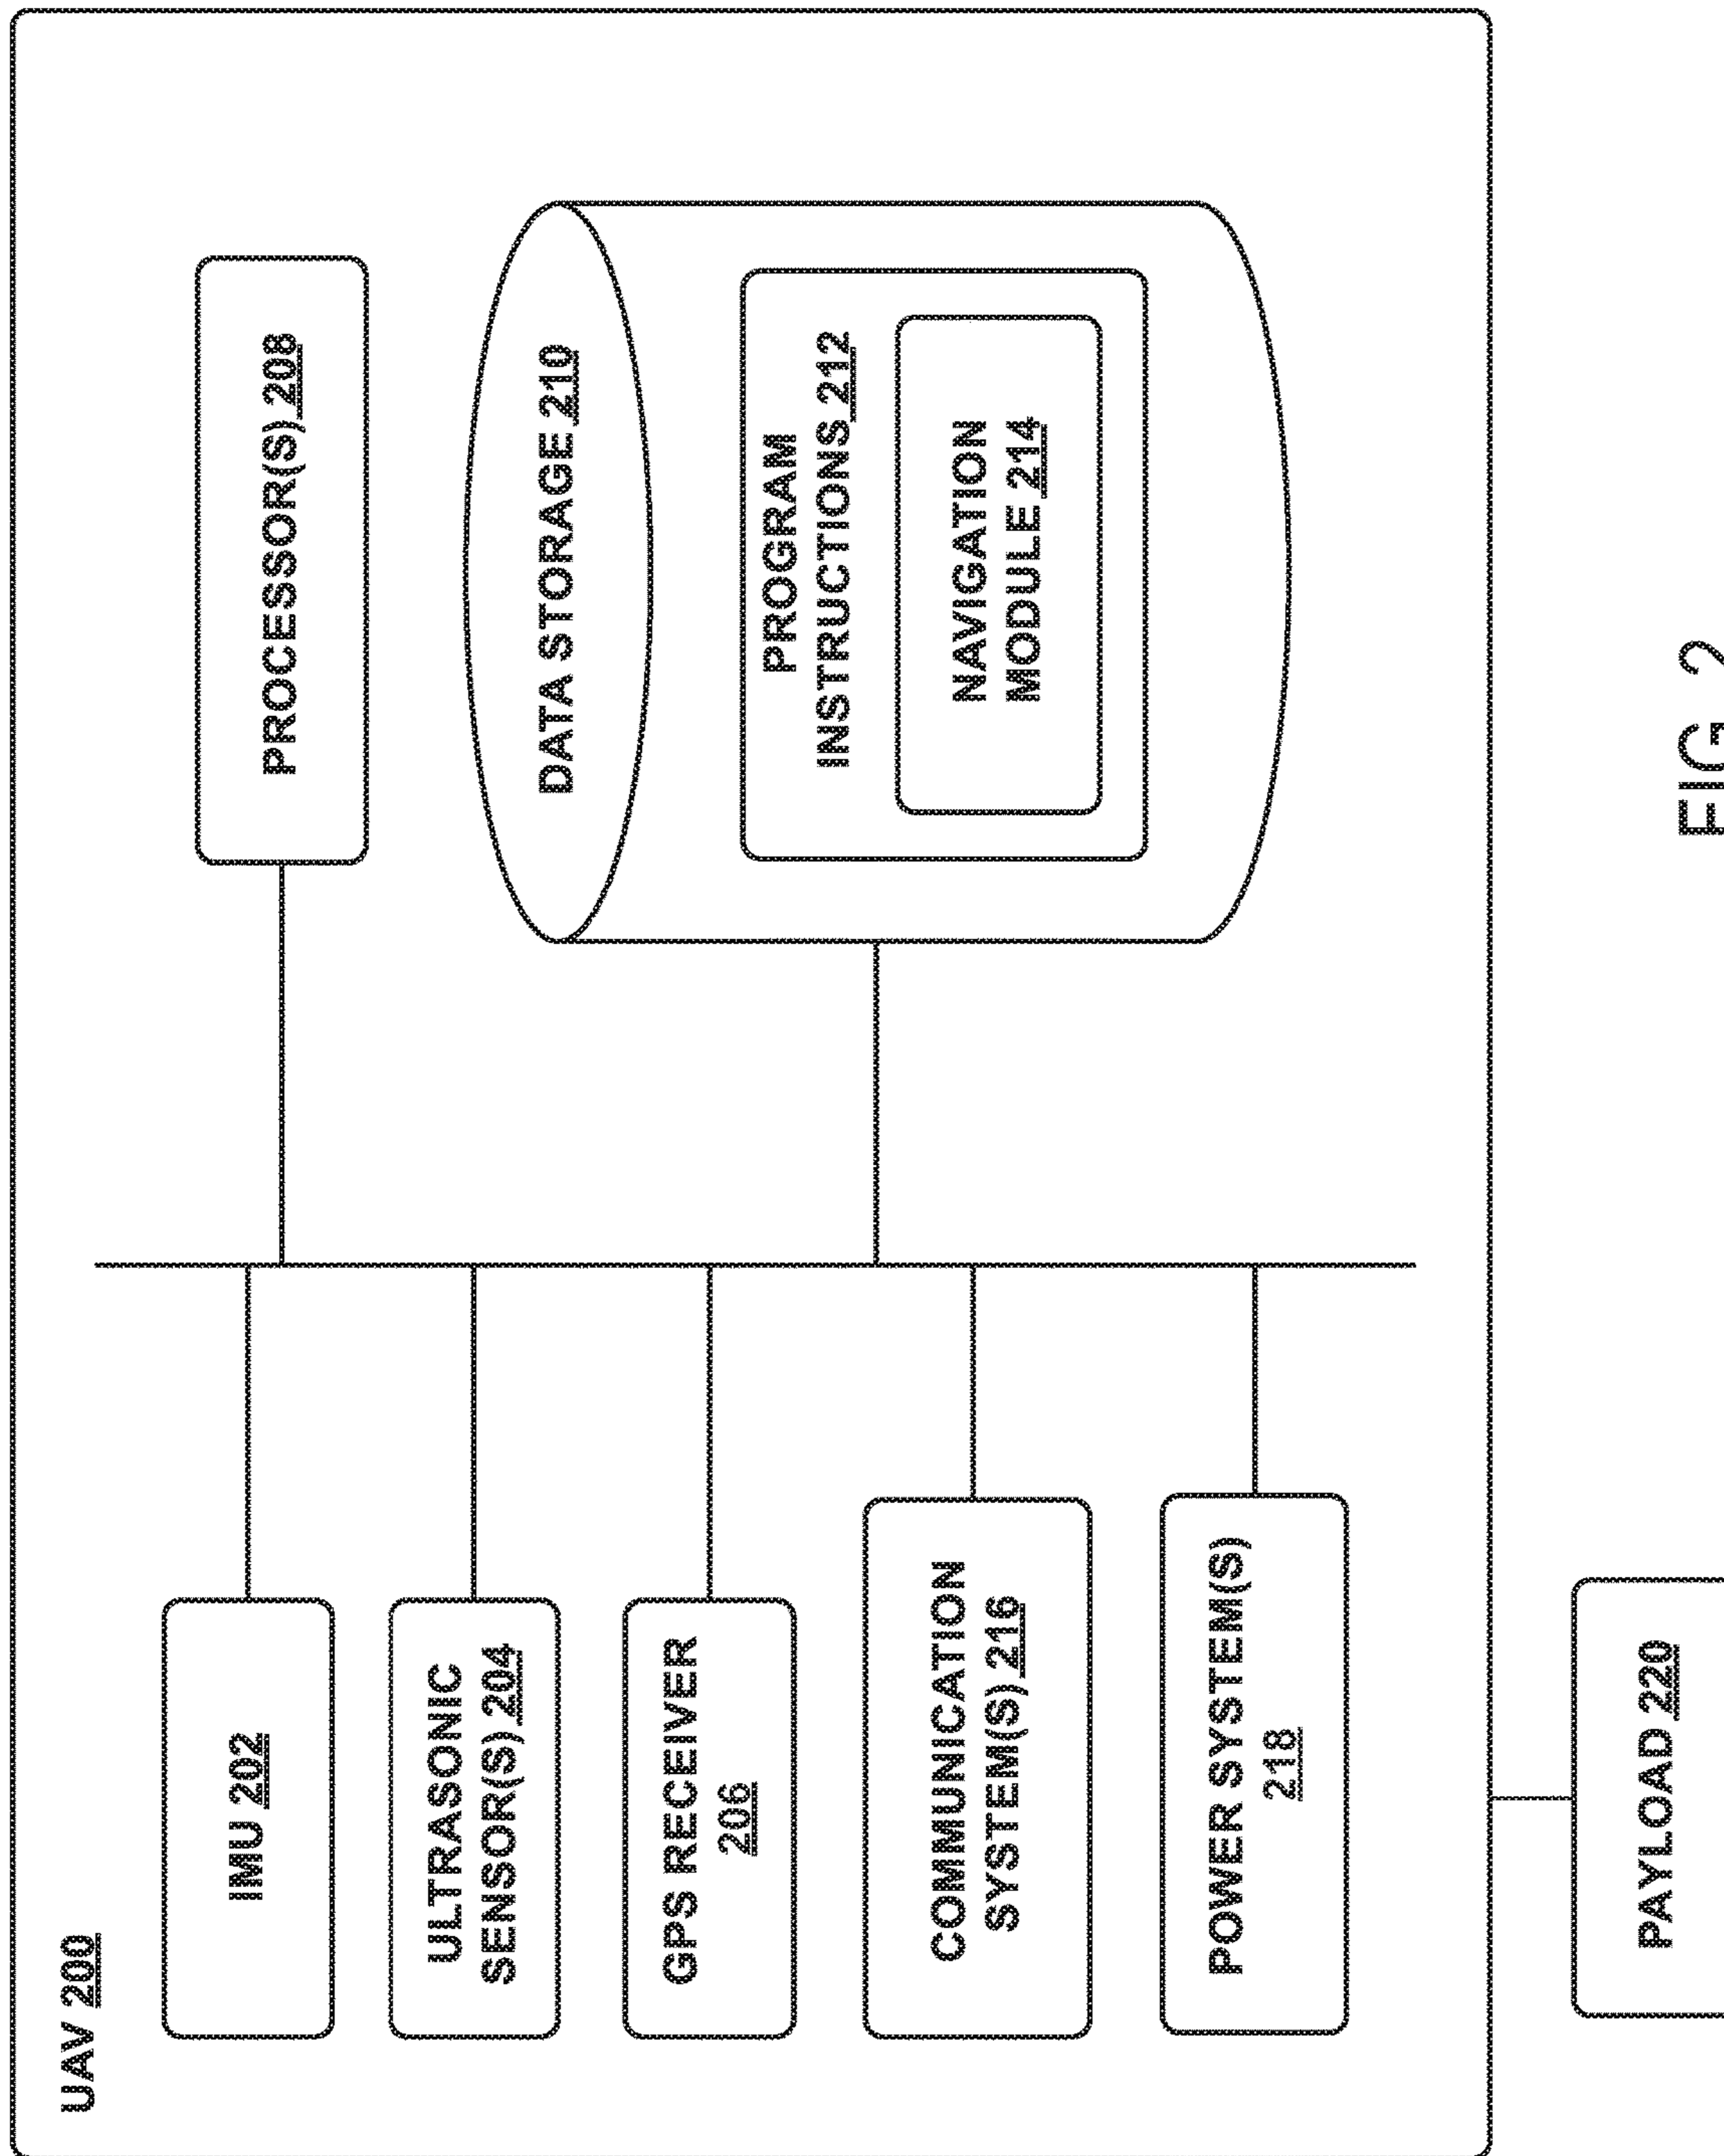 UAV 200
IMU 202
ULTRASONIC
SENSOR(S) 204
GPS RECEIVER
206
COMMUNICATION
SYSTEM(S) 216
POWER SYSTEM(S)
218
PROCESSOR(S) 208
DATA STORAGE 210
PROGRAM
INSTRUCTIONS 212
NAVIGATION
MODULE 214
PAYLOAD 220
FIG. 2